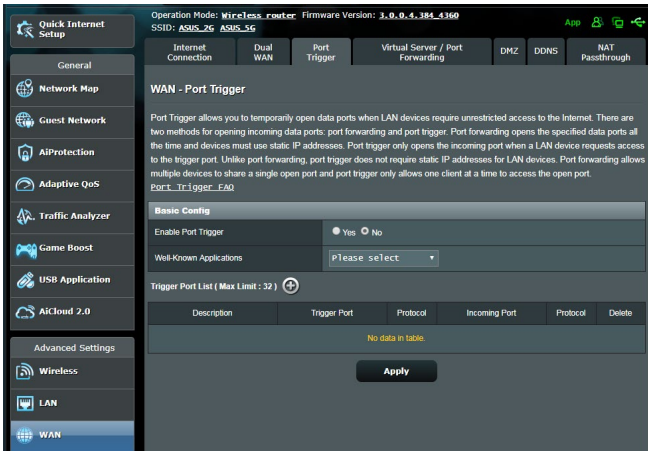 Quick Internet
Setup
General
Network Map
Guest Network
AiProtection
Adaptive QoS
Traffic Analyzer
Game Boost
USB Application
AiCloud 2.0
Advanced Settings
Wireless
LAN
WAN
Operation Mode: Wireless router Firmware Version: 3.0.0.4.384_4360
SSID: ASUS_2G ASUS_5G
App
Internet
Connection
Dual
WAN
Port
Trigger
Virtual Server / Port
Forwarding
DMZ
DDNS
NAT
Passthrough
WAN - Port Trigger
Port Trigger allows you to temporarily open data ports when LAN devices require unrestricted access to the Internet. There are
two methods for opening incoming data ports: port forwarding and port trigger. Port forwarding opens the specified data ports all
the time and devices must use static IP addresses. Port trigger only opens the incoming port when a LAN device requests access
to the port trigger. Unlike port forwarding, port trigger does not require static IP addresses for LAN devices. Port forwarding allows
multiple devices to share a single open port and port trigger only allows one client at a time to access the open port.
Port Trigger FAQ
Basic Config
Enable Port Trigger
Yes No
Well-Known Applications
Please select
Trigger Port List ( Max Limit : 32 )
Description Trigger Port Protocol Incoming Port Protocol Delete
No data in table.
Apply